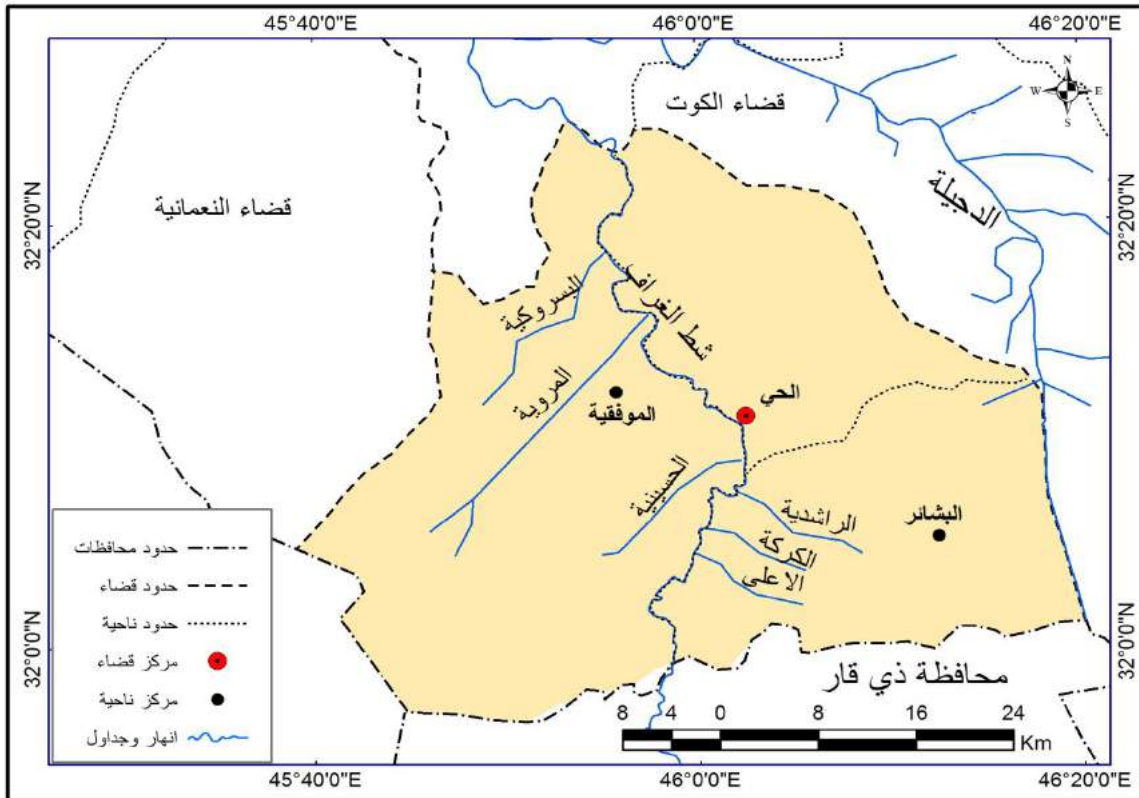 45°40'0"E
46°0'0"E
46°20'0"E
N
W E
S
قضاء الكوت
الدجيلة
قضاء النعمانية
32°20'0"N
32°20'0"N
البسروكية
شط الغراف
المروية
الموفقية
الحي
الحسينية
الراشدية
البشائر
الكركة
الاعلى
32°0'0"N
32°0'0"N
حدود محافظات
حدود قضاء
حدود ناحية
مركز قضاء
مركز ناحية
انهار وجداول
محافظة ذي قار
8 4 0 8 16 24
Km
45°40'0"E
46°0'0"E
46°20'0"E